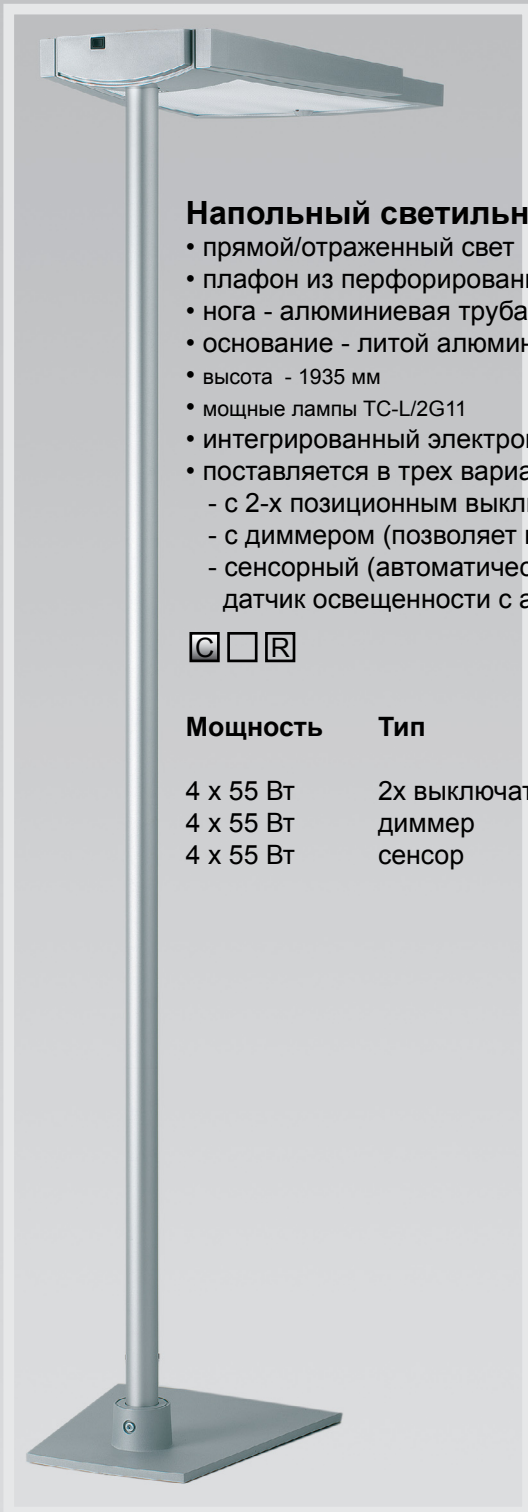 Напольный светильн
• прямой/отраженный свет
• плафон из перфорирован
• нога - алюминиевая труба
• основание - литой алюмин
• высота - 1935 мм
• мощные лампы TC-L/2G11
• интегрированный электро
• поставляется в трех вариа
- с 2-х позиционным выкл
- с диммером (позволяет
- сенсорный (автоматичес
датчик освещенности с а
C R
Мощность Тип
4 x 55 Вт 2х выключат
4 x 55 Вт диммер
4 x 55 Вт сенсор